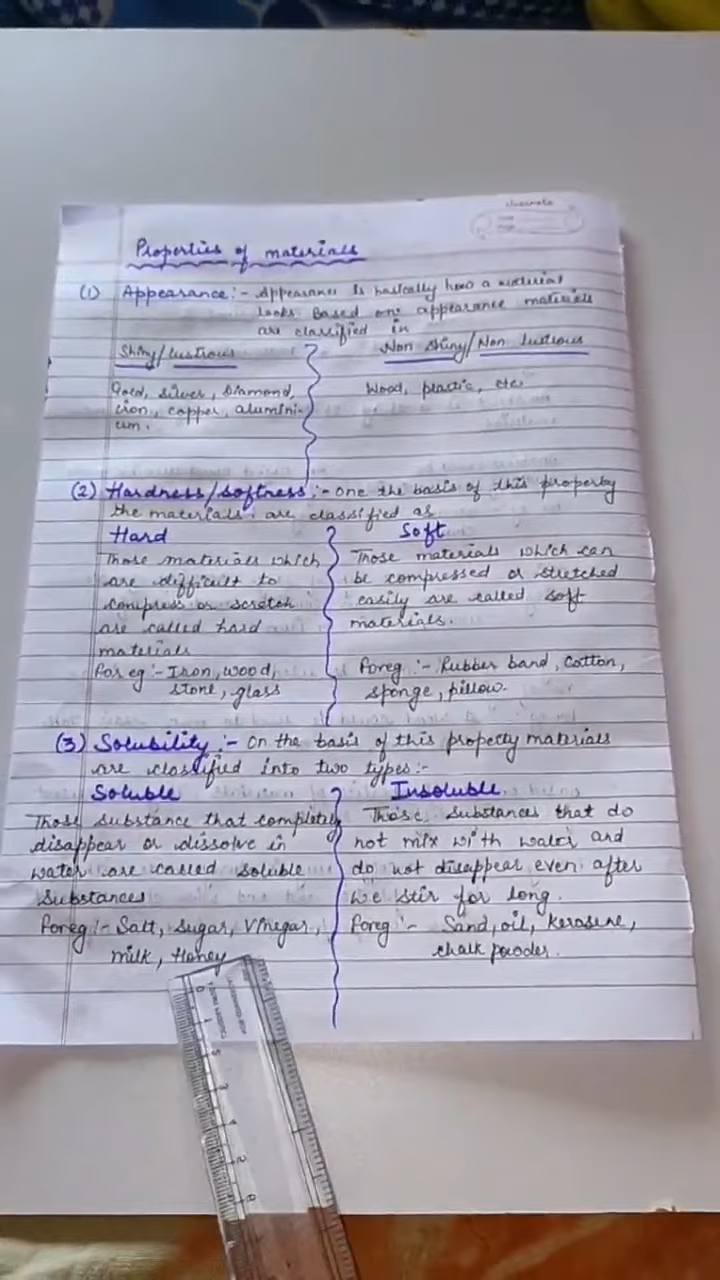 classmate
Properties of materials
(1) Appearance:- Appearance is basically how a material
looks. Based one appearance materials
are classified in
Shiny/lustrous
Gold, silver, Diamond,
iron, copper, alumini-
um.
Non Shiny/Non lustrous
Wood, plastic, etc
(2) Hardness/softness:- One the basis of this property
the materials are classified as
Hard
Those materials which
are difficult to
compress or scratch
are called hard
materials
For eg:- Iron, wood,
stone, glass
Soft
Those materials which can
be compressed or stretched
easily are called soft
materials.
Foreg:- Rubber band, Cotton,
sponge, pillow.
(3) Solubility:- On the basis of this property materials
are classified into two types:-
Soluble
Those substance that completely
disappear or dissolve in
water are called soluble
Substances
Foreg:- Salt, Sugar, Vinegar,
milk, Honey
Insoluble
Those substances that do
not mix with water and
do not disappear even after
we stir for long.
Foreg:- Sand, oil, Kerosene,
chalk powder.